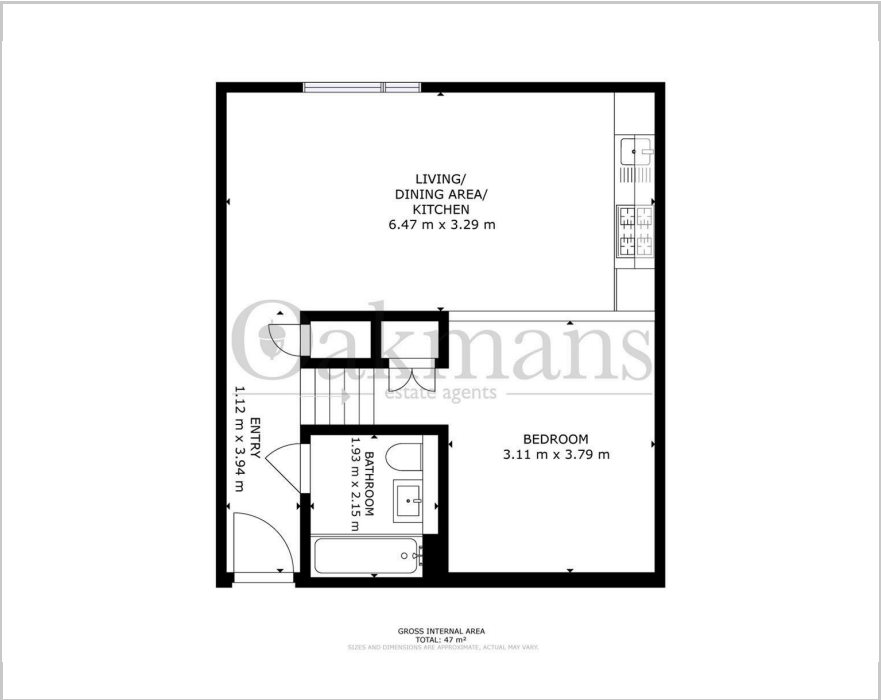 LIVING/
DINING AREA/
KITCHEN
6.47 m x 3.29 m
Oakmans
estate agents
ENTRY
1.12 m x 3.94 m
BATHROOM
1.93 m x 2.15 m
BEDROOM
3.11 m x 3.79 m
GROSS INTERNAL AREA
TOTAL: 47 m²
SIZES AND DIMENSIONS ARE APPROXIMATE, ACTUAL MAY VARY.